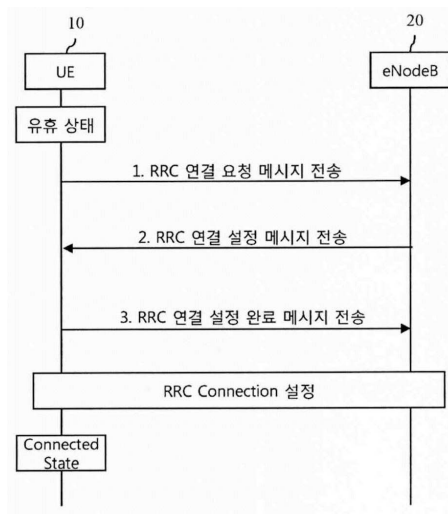 10
20
UE
eNodeB
유휴 상태
1. RRC 연결 요청 메시지 전송
2. RRC 연결 설정 메시지 전송
3. RRC 연결 설정 완료 메시지 전송
RRC Connection 설정
Connected
State